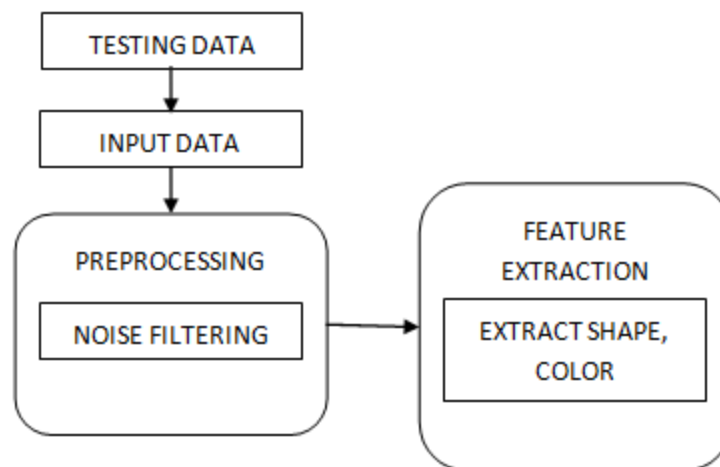 TESTING DATA
INPUT DATA
PREPROCESSING
NOISE FILTERING
FEATURE
EXTRACTION
EXTRACT SHAPE,
COLOR